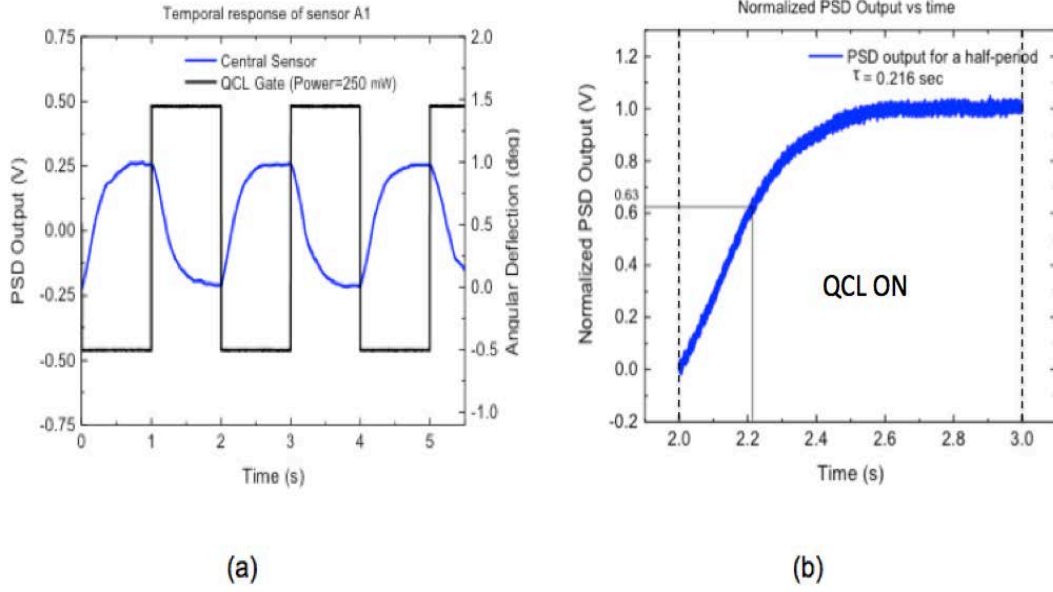 Temporal response of sensor A1
Central Sensor
QCL Gate (Power=250 mW)
PSD Output (V)
0.75
0.50
0.25
0.00
-0.25
-0.50
-0.75
2.0
1.5
1.0
0.5
0.0
-0.5
-1.0
Angular Deflection (deg)
0 1 2 3 4 5
Time (s)
(a)
Normalized PSD Output vs time
PSD output for a half-period
τ = 0.216 sec
Normalized PSD Output (V)
1.2
1.0
0.8
0.63
0.6
0.4
0.2
0.0
-0.2
QCL ON
2.0 2.2 2.4 2.6 2.8 3.0
Time (s)
(b)